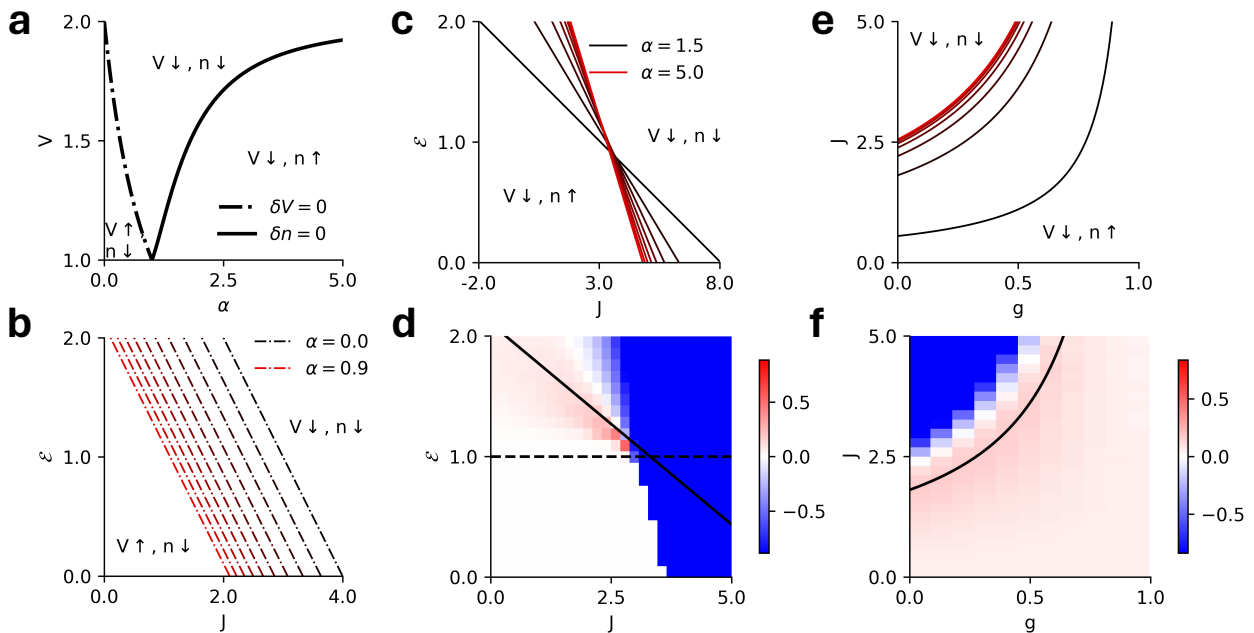 a
2.0
1.5
1.0
V
V↓, n↓
V↓, n↑
V↑
n↓
δV = 0
δn = 0
0.0
2.5
5.0
α
c
2.0
1.0
0.0
ℰ
α = 1.5
α = 5.0
V↓, n↓
V↓, n↑
-2.0
3.0
8.0
J
e
5.0
2.5
0.0
J
V↓, n↓
V↓, n↑
0.0
0.5
1.0
g
b
2.0
1.0
0.0
ℰ
α = 0.0
α = 0.9
V↓, n↓
V↑, n↓
0.0
2.0
4.0
J
d
2.0
1.0
0.0
ℰ
0.0
2.5
5.0
J
0.5
0.0
−0.5
f
5.0
2.5
0.0
J
0.0
0.5
1.0
g
0.5
0.0
−0.5